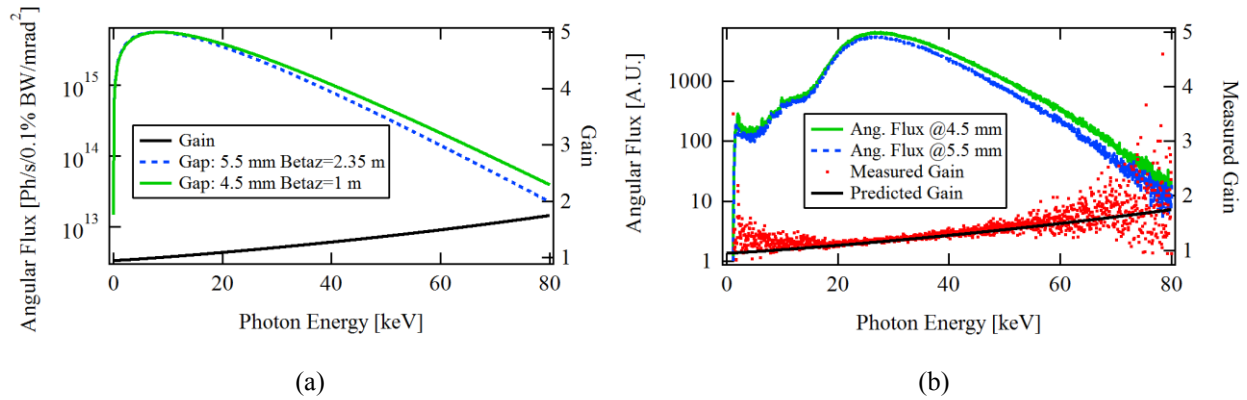 Angular Flux [Ph/s/0.1% BW/mrad²]
10¹⁵
10¹⁴
10¹³
Gain
Gap: 5.5 mm Betaz=2.35 m
Gap: 4.5 mm Betaz=1 m
5
4
3
2
1
Gain
0 20 40 60 80
Photon Energy [keV]
(a)
Angular Flux [A.U.]
1000
100
10
1
Ang. Flux @4.5 mm
Ang. Flux @5.5 mm
Measured Gain
Predicted Gain
5
4
3
2
1
Measured Gain
0 20 40 60 80
Photon Energy [keV]
(b)